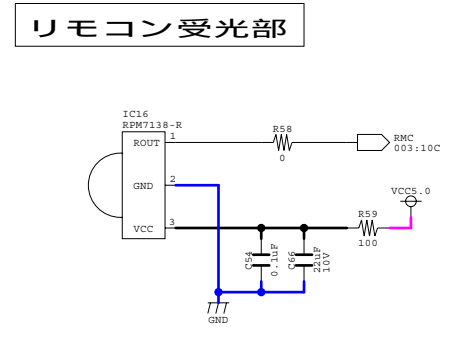 リモコン受光部
IC16
RPM7138-R
ROUT
1
GND
2
VCC
3
R58
0
RMC
003:10C
VCC5.0
R59
100
C54
0.1uF
C66
22uF
10V
GND